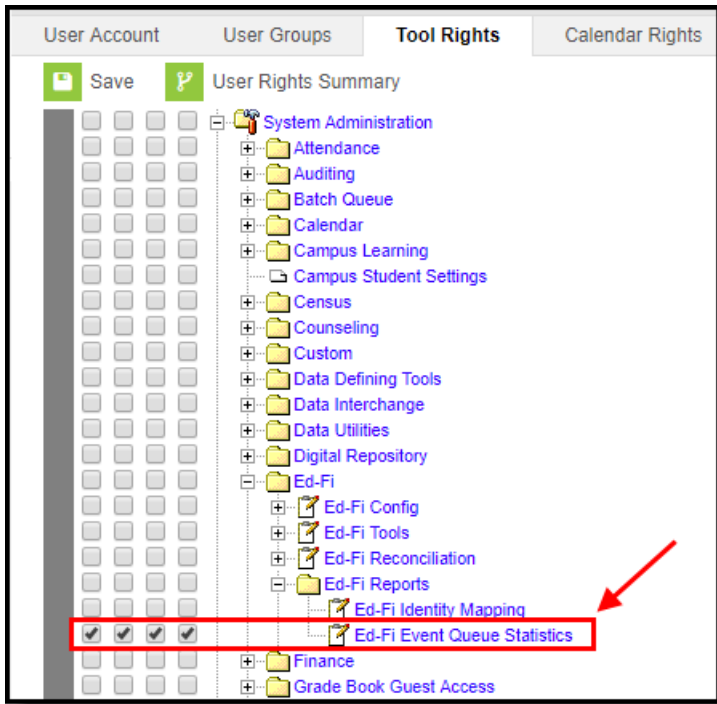 User Account User Groups Tool Rights Calendar Rights
Save User Rights Summary
System Administration
Attendance
Auditing
Batch Queue
Calendar
Campus Learning
Campus Student Settings
Census
Counseling
Custom
Data Defining Tools
Data Interchange
Data Utilities
Digital Repository
Ed-Fi
Ed-Fi Config
Ed-Fi Tools
Ed-Fi Reconciliation
Ed-Fi Reports
Ed-Fi Identity Mapping
Ed-Fi Event Queue Statistics
Finance
Grade Book Guest Access